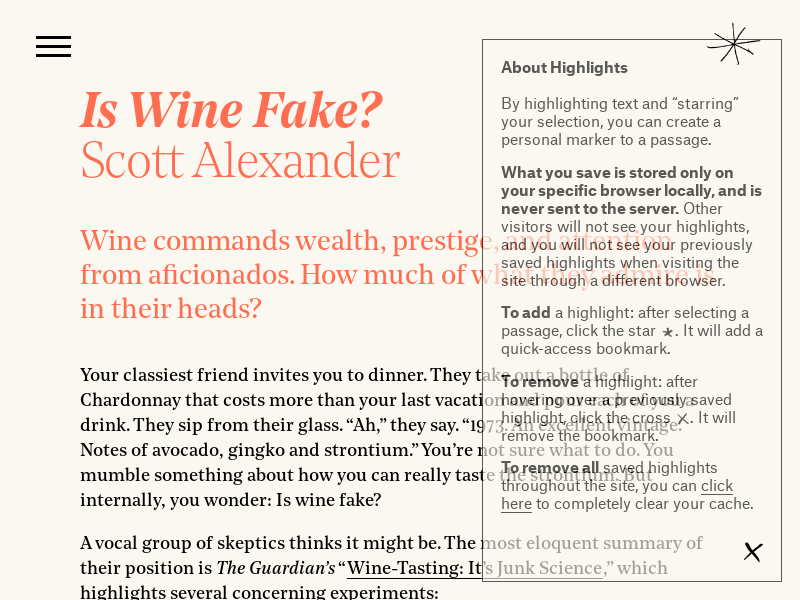 Is Wine Fake?
Scott Alexander
Wine commands wealth, prestige, and attention
from aficionados. How much of what they admire is
in their heads?
Your classiest friend invites you to dinner. They take out a bottle of
Chardonnay that costs more than your last vacation and pour each of you a
drink. They sip from their glass. “Ah,” they say. “1973. An excellent vintage.
Notes of avocado, gingko and strontium.” You’re not sure what to do. You
mumble something about how you can really taste the strontium. But
internally, you wonder: Is wine fake?
A vocal group of skeptics thinks it might be. The most eloquent summary of
their position is The Guardian’s “Wine-Tasting: It’s Junk Science,” which
highlights several concerning experiments:
About Highlights
By highlighting text and “starring”
your selection, you can create a
personal marker to a passage.
What you save is stored only on
your specific browser locally, and is
never sent to the server. Other
visitors will not see your highlights,
and you will not see your previously
saved highlights when visiting the
site through a different browser.
To add a highlight: after selecting a
passage, click the star ★. It will add a
quick-access bookmark.
To remove a highlight: after
hovering over a previously saved
highlight, click the cross ⨉. It will
remove the bookmark.
To remove all saved highlights
throughout the site, you can click
here to completely clear your cache.